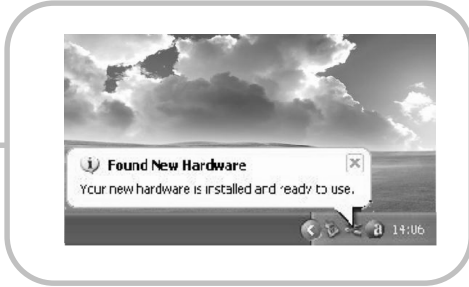 Found New Hardware
Your new hardware is installed and ready to use.
14:06